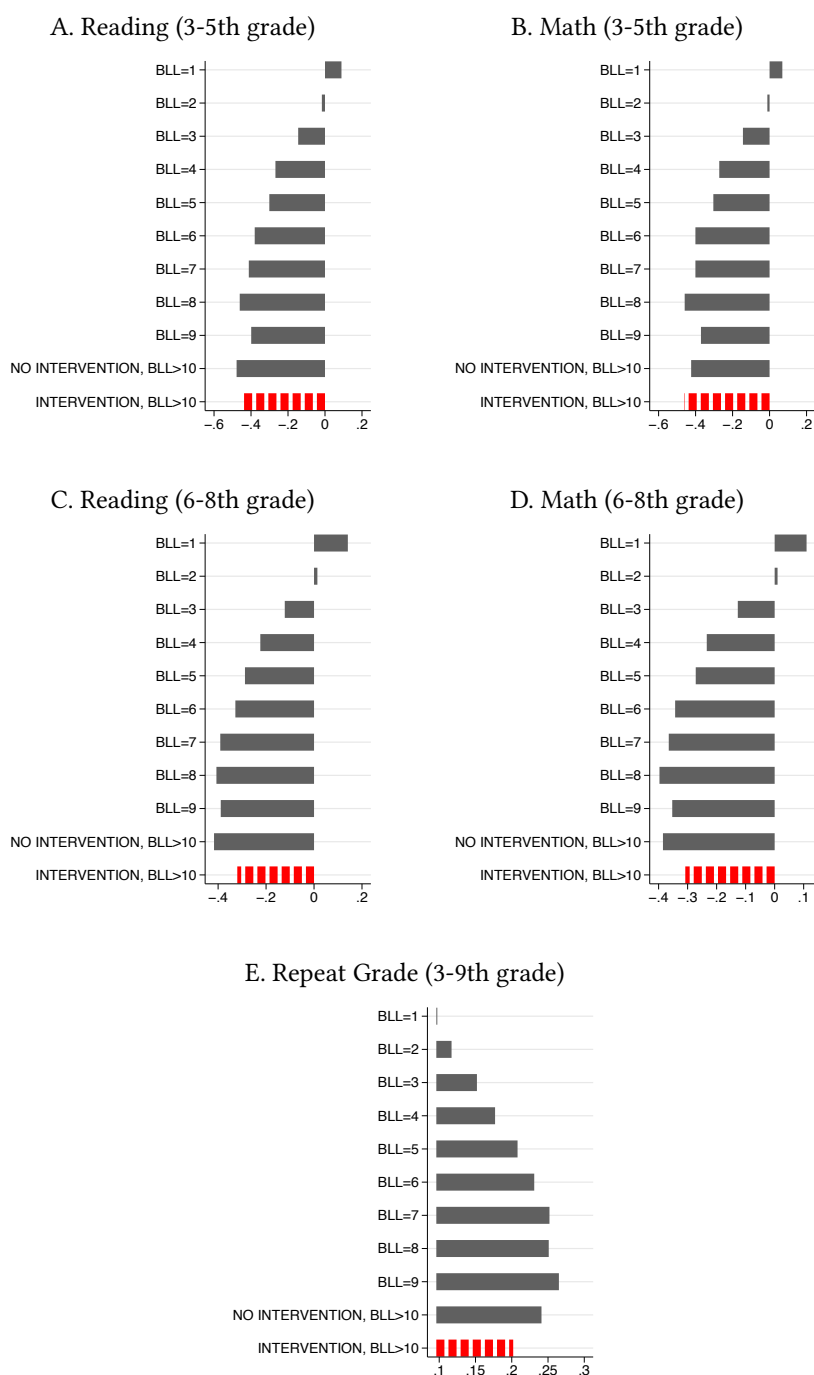 A. Reading (3-5th grade)
BLL=1
BLL=2
BLL=3
BLL=4
BLL=5
BLL=6
BLL=7
BLL=8
BLL=9
NO INTERVENTION, BLL>10
INTERVENTION, BLL>10
-.6 -.4 -.2 0 .2
B. Math (3-5th grade)
BLL=1
BLL=2
BLL=3
BLL=4
BLL=5
BLL=6
BLL=7
BLL=8
BLL=9
NO INTERVENTION, BLL>10
INTERVENTION, BLL>10
-.6 -.4 -.2 0 .2
C. Reading (6-8th grade)
BLL=1
BLL=2
BLL=3
BLL=4
BLL=5
BLL=6
BLL=7
BLL=8
BLL=9
NO INTERVENTION, BLL>10
INTERVENTION, BLL>10
-.4 -.2 0 .2
D. Math (6-8th grade)
BLL=1
BLL=2
BLL=3
BLL=4
BLL=5
BLL=6
BLL=7
BLL=8
BLL=9
NO INTERVENTION, BLL>10
INTERVENTION, BLL>10
-.4 -.3 -.2 -.1 0 .1
E. Repeat Grade (3-9th grade)
BLL=1
BLL=2
BLL=3
BLL=4
BLL=5
BLL=6
BLL=7
BLL=8
BLL=9
NO INTERVENTION, BLL>10
INTERVENTION, BLL>10
.1 .15 .2 .25 .3